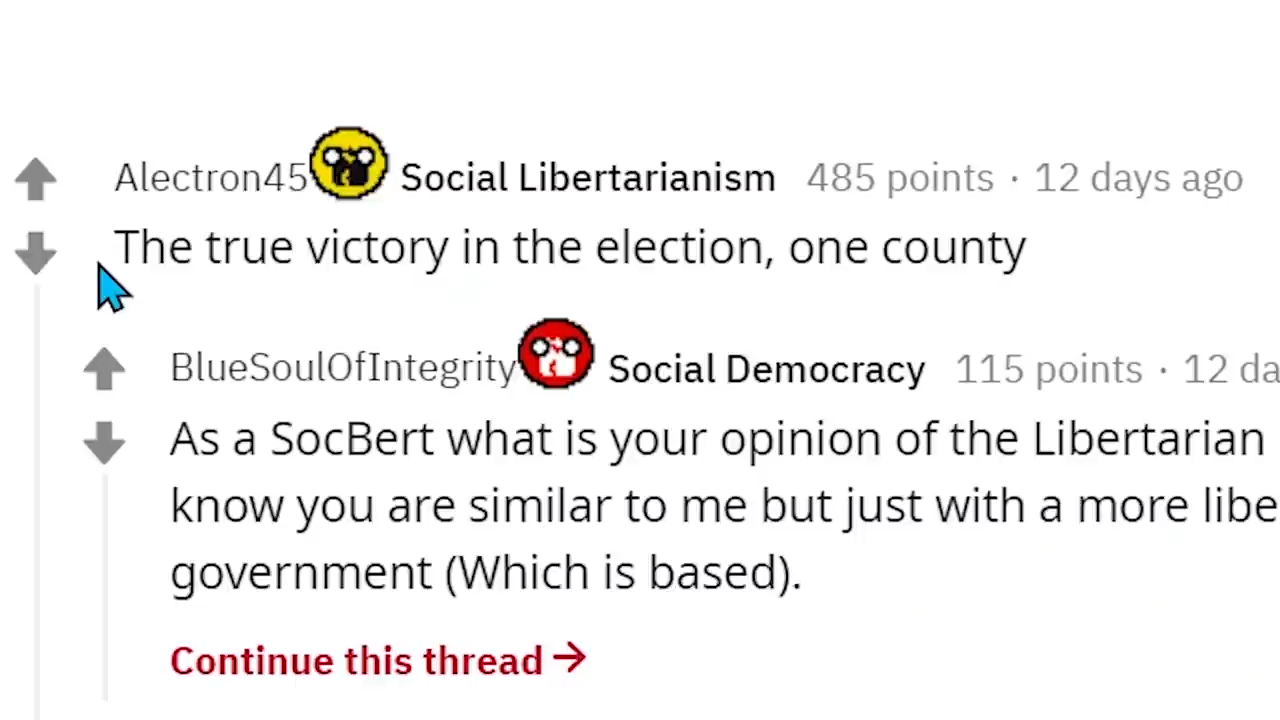 Alectron45 Social Libertarianism 485 points · 12 days ago
The true victory in the election, one county
BlueSoulOfIntegrity Social Democracy 115 points · 12 da
As a SocBert what is your opinion of the Libertarian
know you are similar to me but just with a more libe
government (Which is based).
Continue this thread →